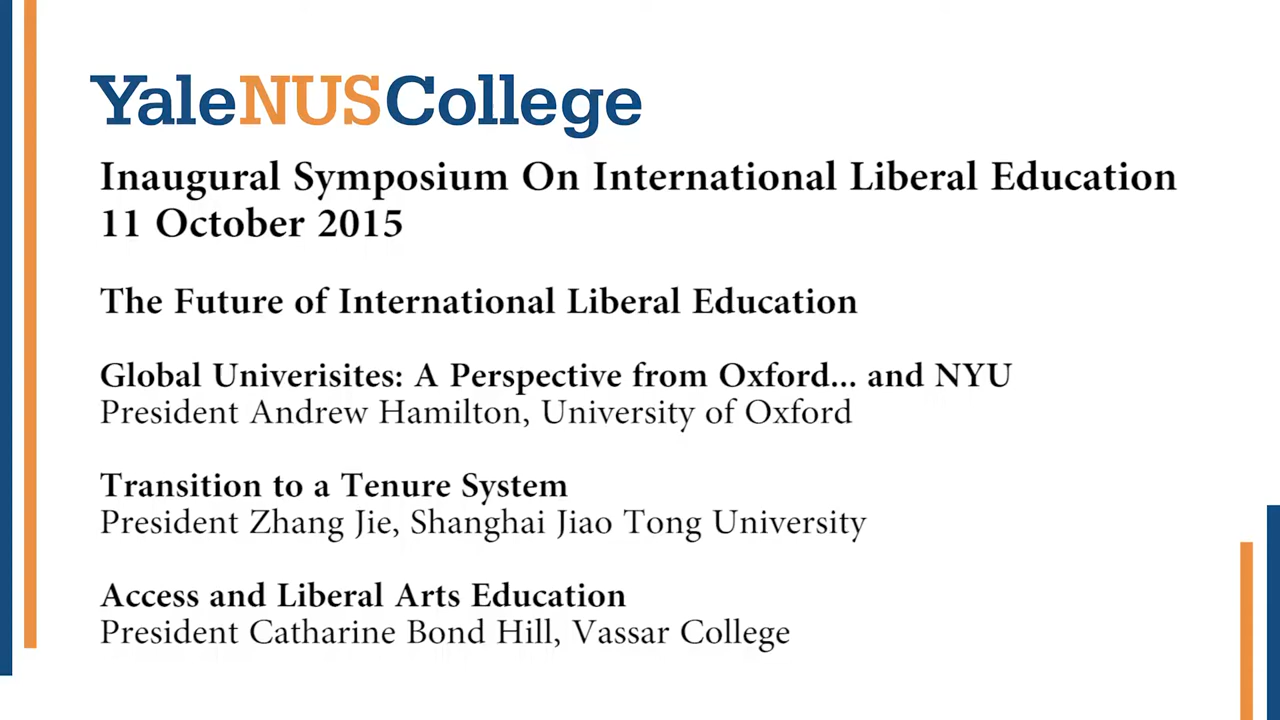 YaleNUSCollege
Inaugural Symposium On International Liberal Education
11 October 2015
The Future of International Liberal Education
Global Univerisites: A Perspective from Oxford... and NYU
President Andrew Hamilton, University of Oxford
Transition to a Tenure System
President Zhang Jie, Shanghai Jiao Tong University
Access and Liberal Arts Education
President Catharine Bond Hill, Vassar College